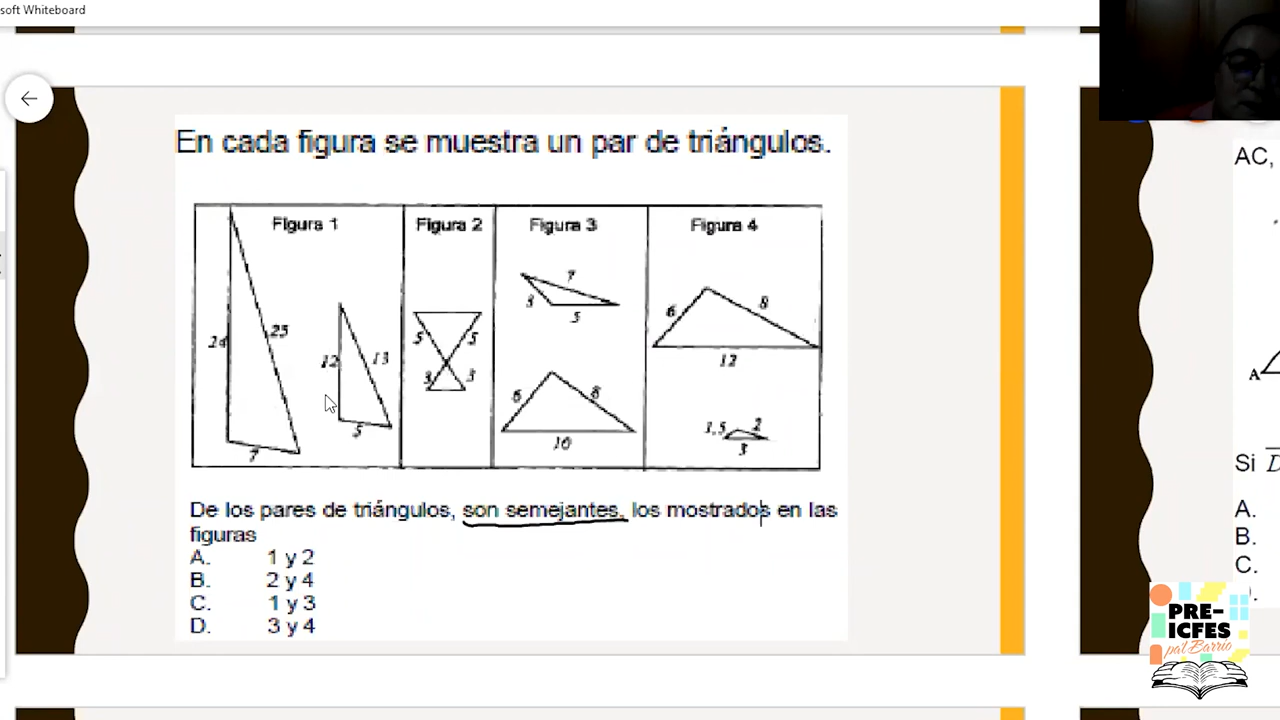 soft Whiteboard
En cada figura se muestra un par de triángulos.
Figura 1
Figura 2
Figura 3
Figura 4
24
25
7
12
13
5
5
5
3
3
7
3
5
6
8
10
6
8
12
1,5
2
3
De los pares de triángulos, son semejantes, los mostrados en las
figuras
A. 1 y 2
B. 2 y 4
C. 1 y 3
D. 3 y 4
AC,
A
Si D
A.
B.
C.
PRE-
ICFES
pa'l Barrio